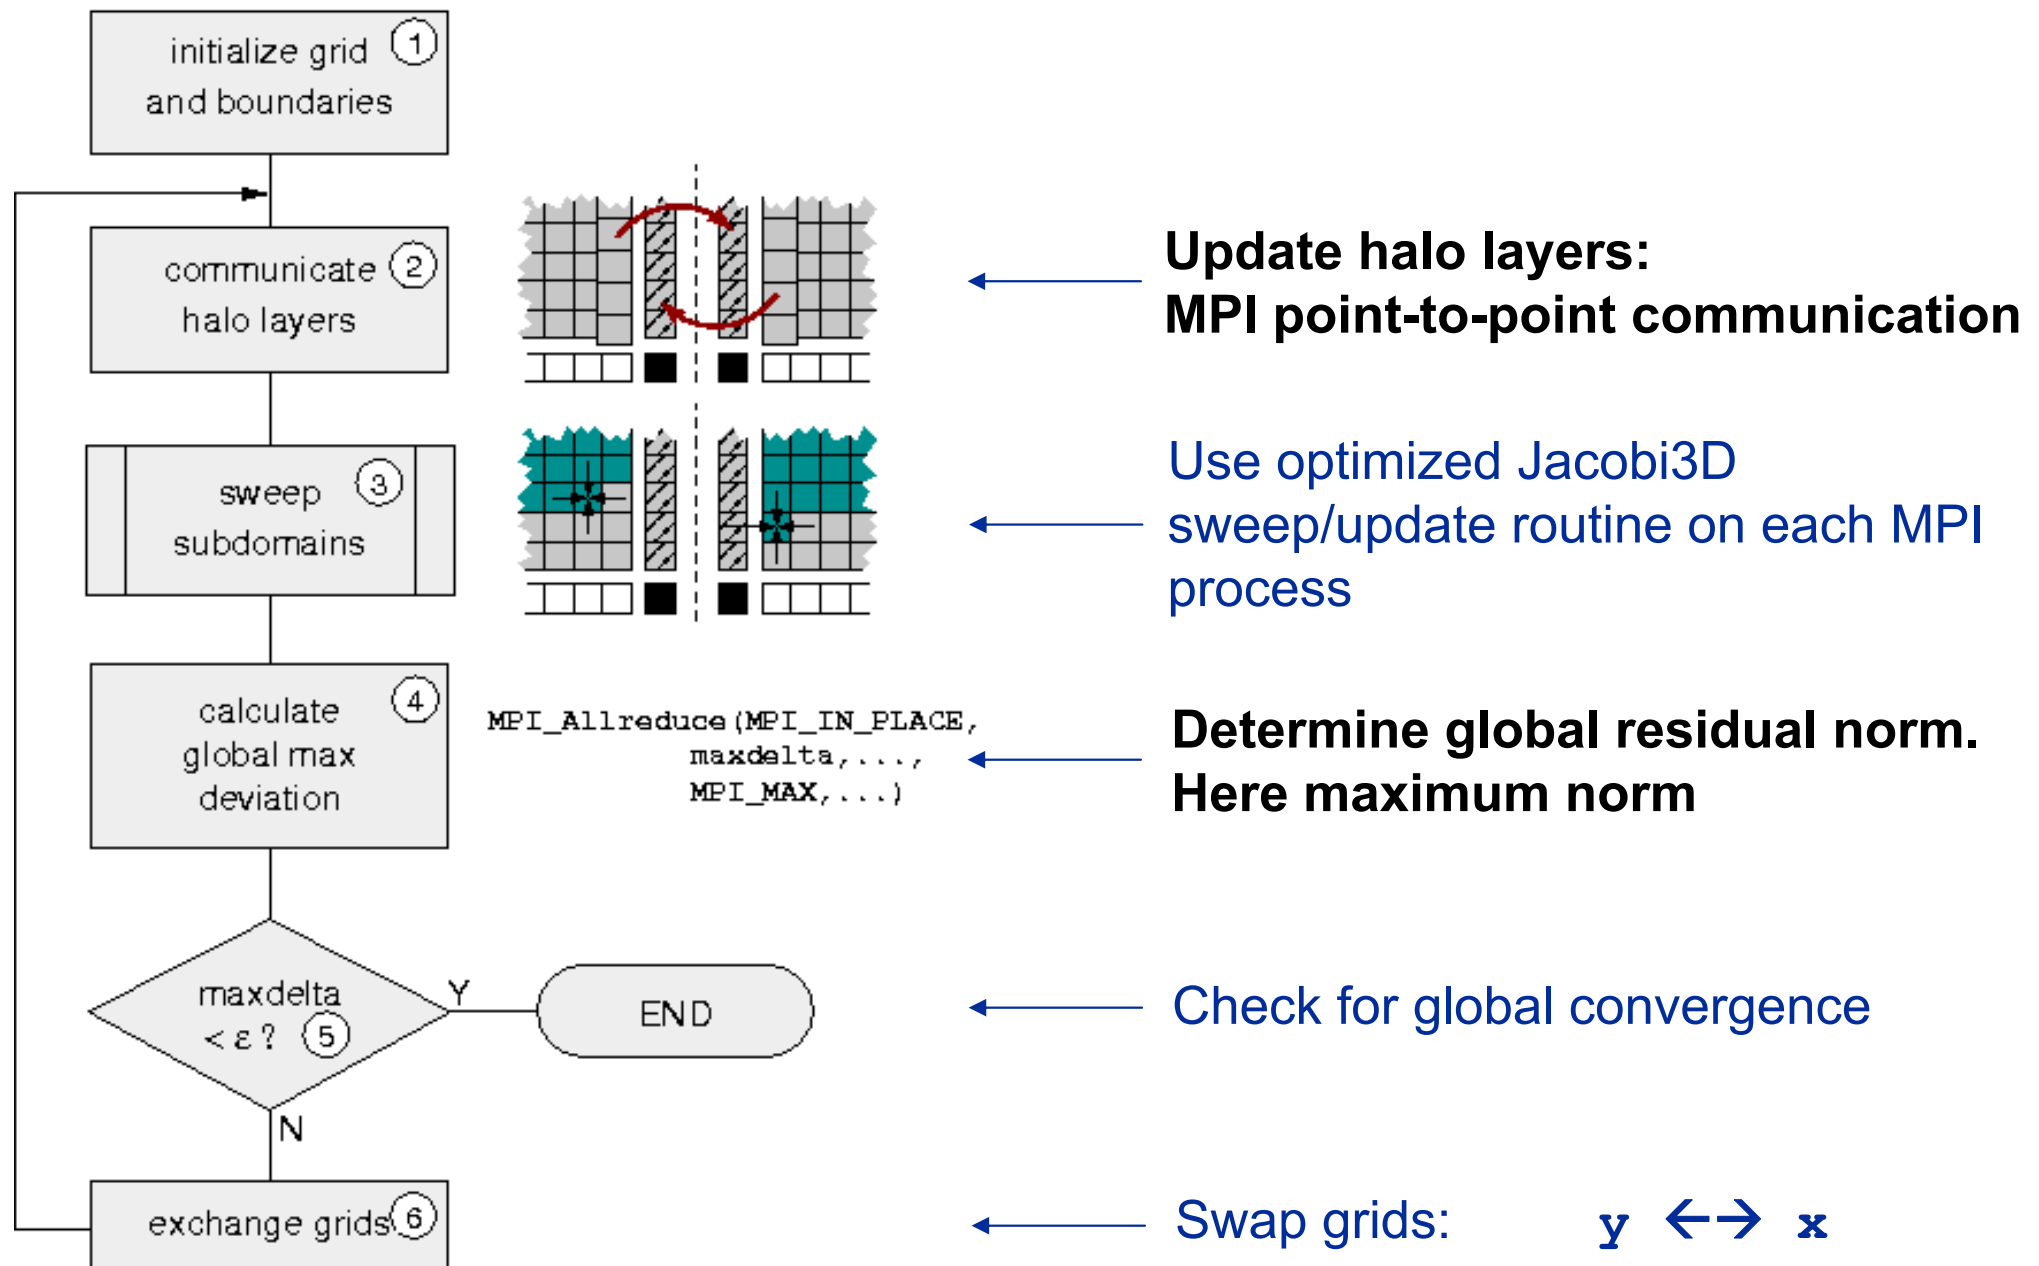 initialize grid
and boundaries
1
communicate
halo layers
2
Update halo layers:
MPI point-to-point communication
sweep
subdomains
3
Use optimized Jacobi3D
sweep/update routine on each MPI
process
calculate
global max
deviation
4
MPI_Allreduce(MPI_IN_PLACE,
maxdelta,...,
MPI_MAX,...)
Determine global residual norm.
Here maximum norm
maxdelta
< ε ?
5
Y
END
Check for global convergence
N
exchange grids
6
Swap grids: y ←→ x